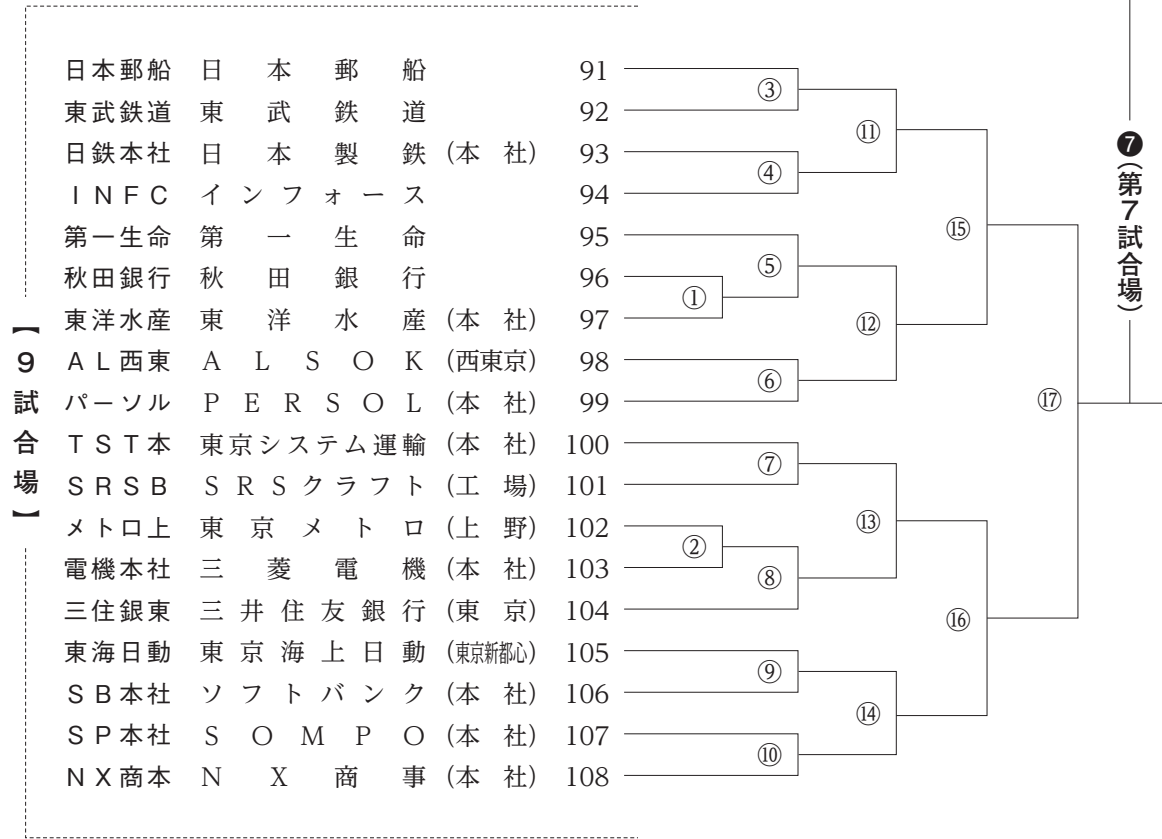 日本郵船 日本郵船 91
東武鉄道 東武鉄道 92
日鉄本社 日本製鉄(本 社) 93
INFC インフォース 94
第一生命 第一生命 95
秋田銀行 秋田銀行 96
東洋水産 東洋水産(本 社) 97
AL西東 ALSOK(西東京) 98
パーソル PERSOL(本 社) 99
TST本 東京システム運輸(本 社) 100
SRSB SRSクラフト(工 場) 101
メトロ上 東京メトロ(上 野) 102
電機本社 三菱電機(本 社) 103
三住銀東 三井住友銀行(東 京) 104
東海日動 東京海上日動(東京新都心) 105
SB本社 ソフトバンク(本 社) 106
SP本社 SOMPO(本 社) 107
NX商本 NX商事(本 社) 108
【9試合場】
③
④
⑤
①
⑥
⑦
②
⑧
⑨
⑩
⑪
⑫
⑬
⑭
⑮
⑯
⑰
❼(第7試合場)